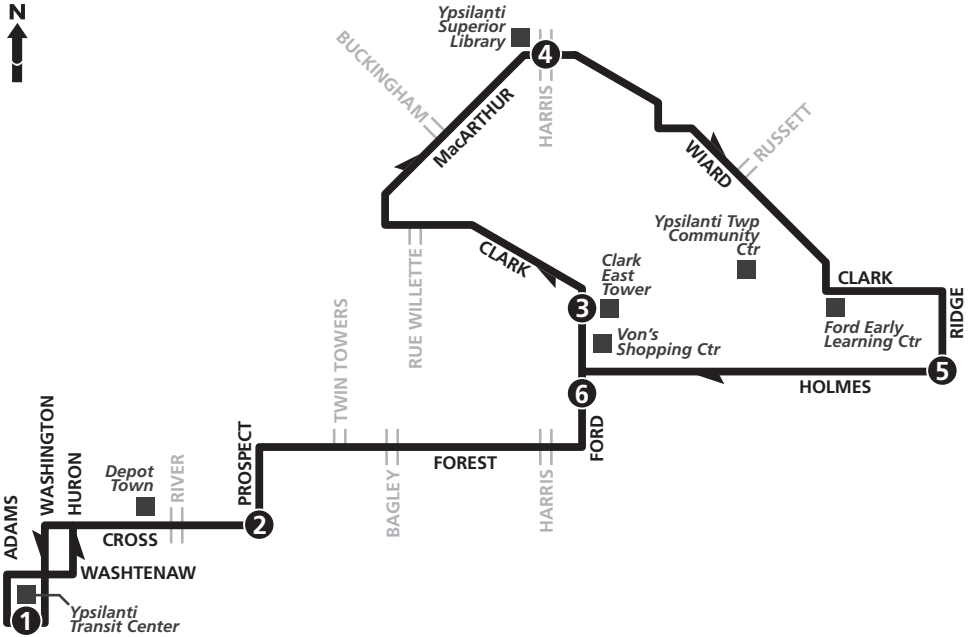 N
Ypsilanti
Superior
Library
4
BUCKINGHAM
HARRIS
MacARTHUR
RUSSETT
WIARD
Ypsilanti Twp
Community
Ctr
CLARK
Clark
East
Tower
CLARK
RUE WILLETTE
3
RIDGE
Von's
Shopping Ctr
Ford Early
Learning Ctr
TWIN TOWERS
5
HOLMES
6
WASHINGTON
HURON
PROSPECT
FORD
FOREST
Depot
Town
RIVER
BAGLEY
HARRIS
ADAMS
2
CROSS
WASHTENAW
1
Ypsilanti
Transit Center